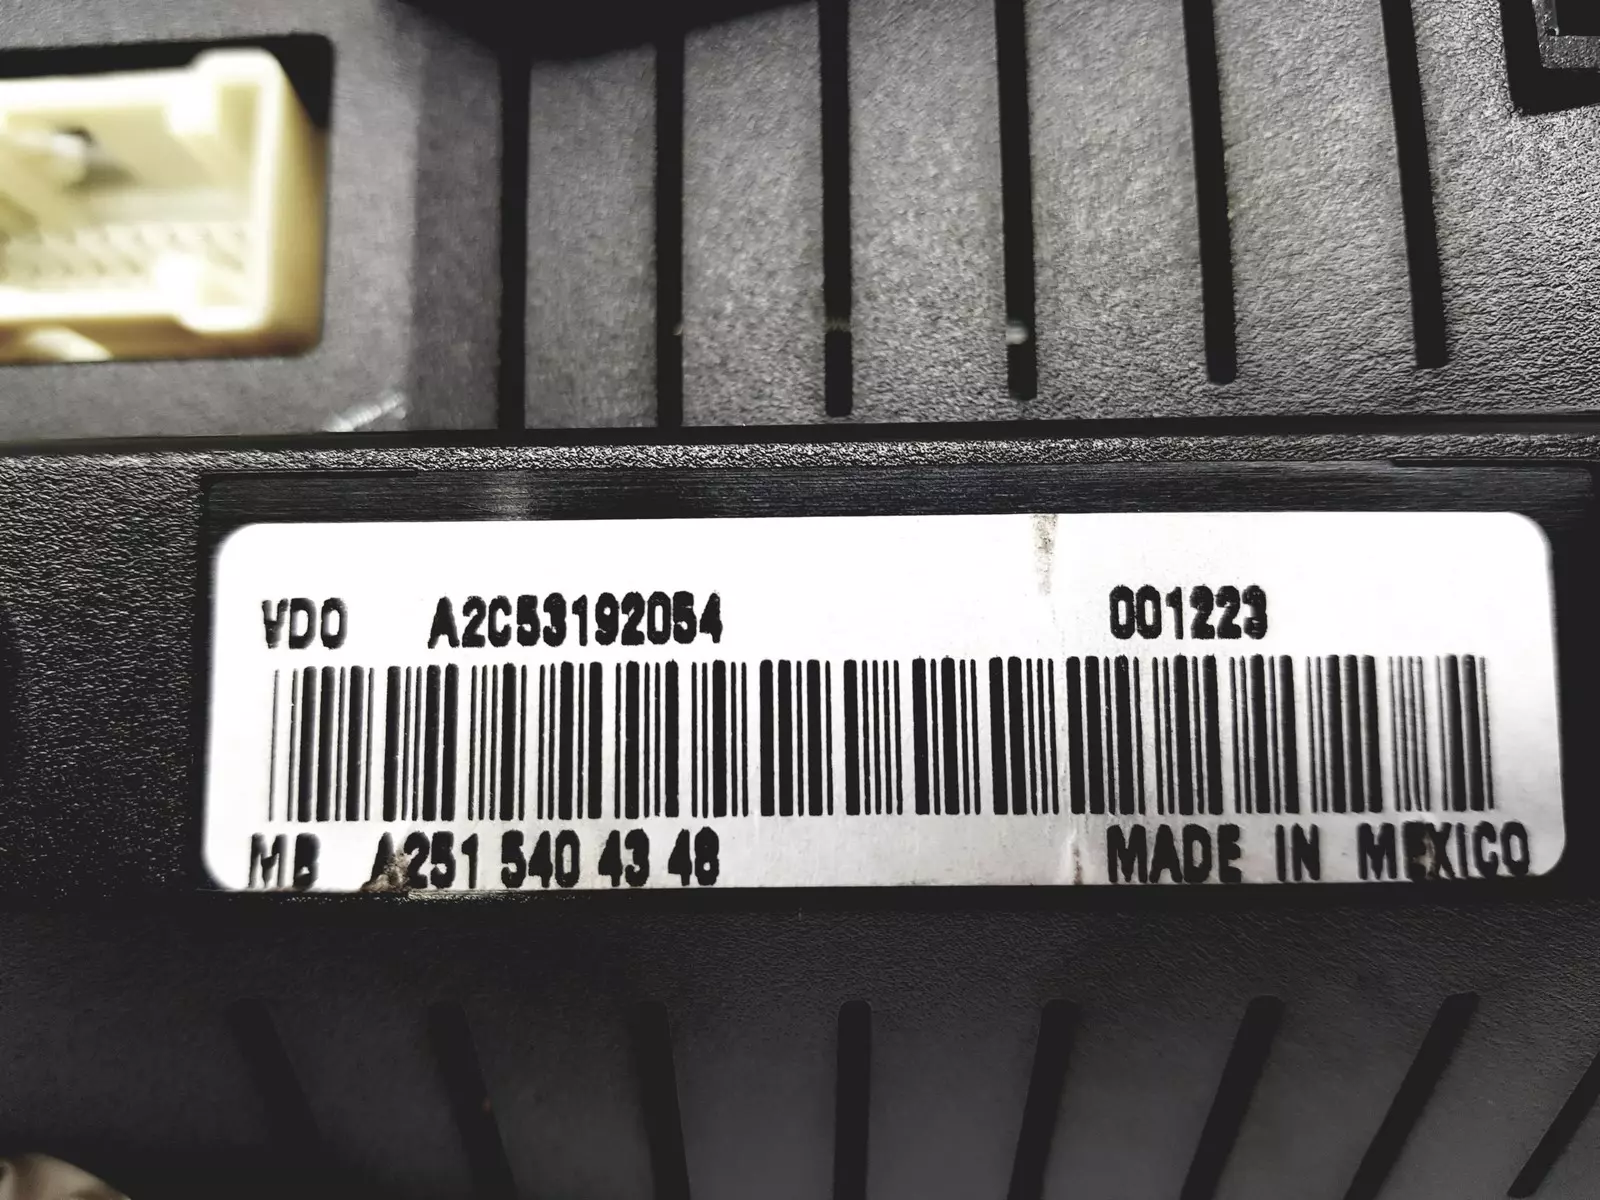 VDO A2C53192054 001223
MB A251 540 43 48 MADE IN MEXICO